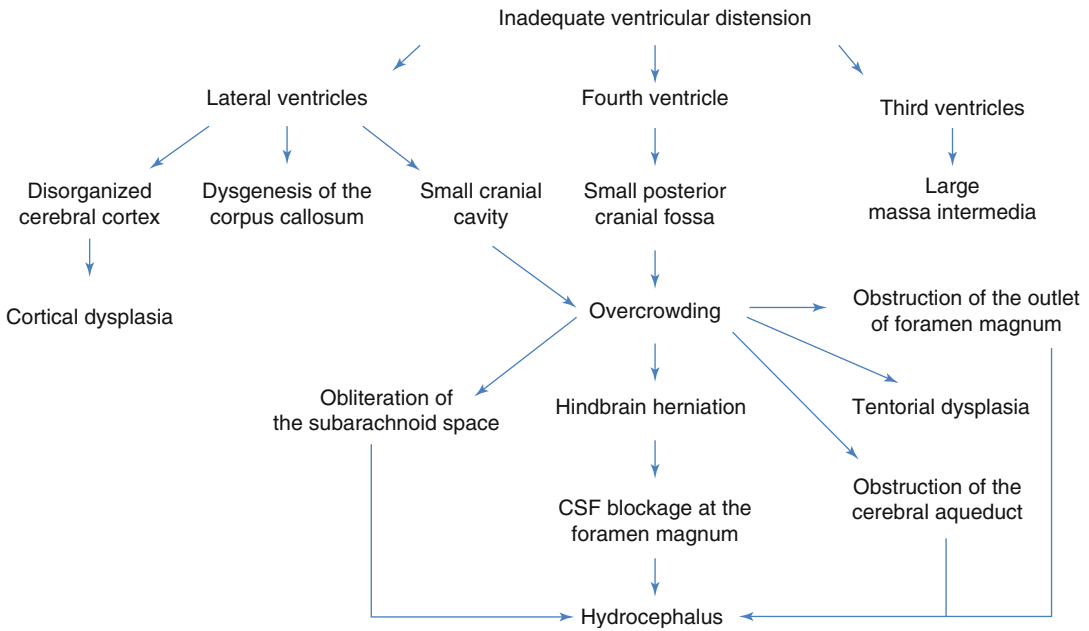 Inadequate ventricular distension
Lateral ventricles
Fourth ventricle
Third ventricles
Disorganized
cerebral cortex
Dysgenesis of the
corpus callosum
Small cranial
cavity
Small posterior
cranial fossa
Large
massa intermedia
Cortical dysplasia
Overcrowding
Obstruction of the outlet
of foramen magnum
Obliteration of
the subarachnoid space
Hindbrain herniation
Tentorial dysplasia
CSF blockage at the
foramen magnum
Obstruction of the
cerebral aqueduct
Hydrocephalus